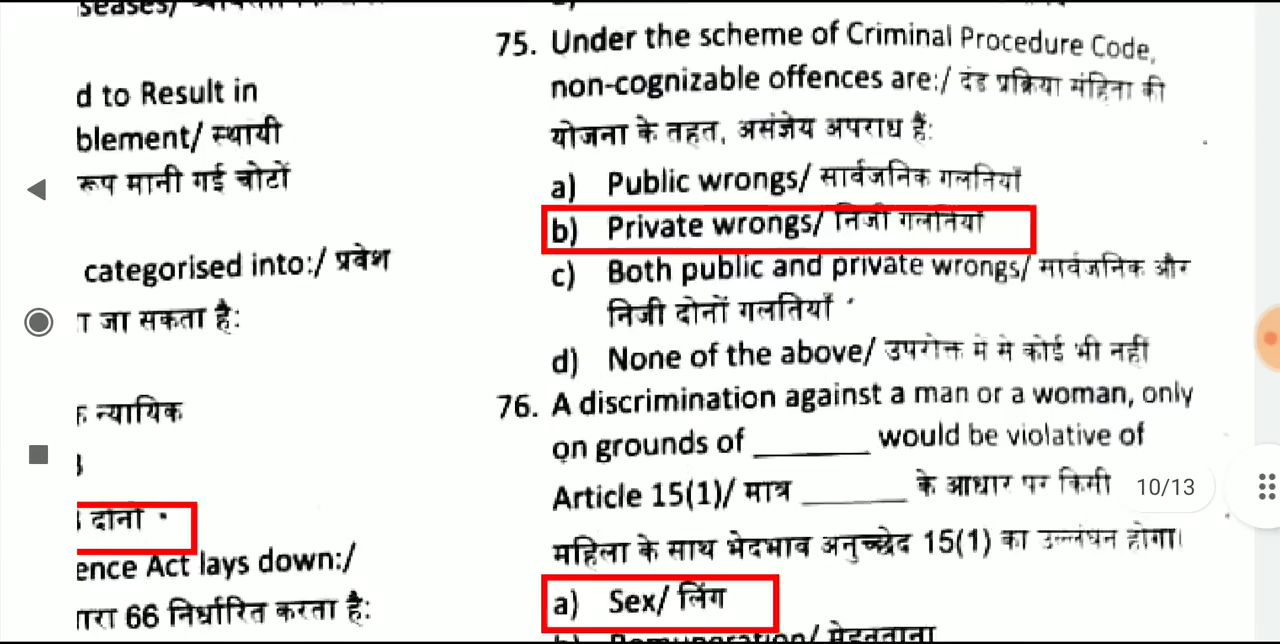 seases/
d to Result in
blement/ स्थायी
रूप मानी गई चोटों
categorised into:/ प्रवेश
ा जा सकता है:
न्यायिक
दोनों
ence Act lays down:/
ारा 66 निर्धारित करता है:
75. Under the scheme of Criminal Procedure Code,
non-cognizable offences are:/ दंड प्रक्रिया संहिता की
योजना के तहत, असंज्ञेय अपराध हैं:
a) Public wrongs/ सार्वजनिक गलतियाँ
b) Private wrongs/ निजी गलतियाँ
c) Both public and private wrongs/ सार्वजनिक और
निजी दोनों गलतियाँ
d) None of the above/ उपरोक्त में से कोई भी नहीं
76. A discrimination against a man or a woman, only
on grounds of ________ would be violative of
Article 15(1)/ मात्र ________ के आधार पर किसी
महिला के साथ भेदभाव अनुच्छेद 15(1) का उल्लंघन होगा।
a) Sex/ लिंग
b) Remuneration/ मेहनताना
10/13